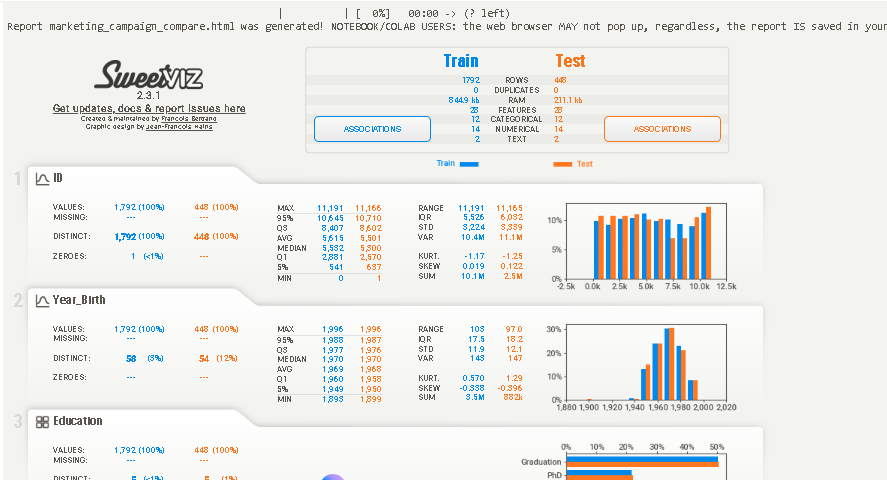 |          | [  0%]   00:00 -> (? left)
Report marketing_campaign_compare.html was generated! NOTEBOOK/COLAB USERS: the web browser MAY not pop up, regardless, the report IS saved in your
SweetVIZ
2.3.1
Get updates, docs & report issues here
Created & maintained by Francois Bertrand
Graphic design by Jean-Francois Hains
Train Test
1792 ROWS 448
0 DUPLICATES 0
844.9 kb RAM 211.1 kb
28 FEATURES 28
12 CATEGORICAL 12
14 NUMERICAL 14
2 TEXT 2
ASSOCIATIONS
ASSOCIATIONS
Train Test
1 ID
VALUES: 1,792 (100%) 448 (100%)
MISSING: --- ---
DISTINCT: 1,792 (100%) 448 (100%)
ZEROES: 1 (<1%) ---
MAX 11,191 11,166
95% 10,645 10,710
Q3 8,407 8,602
AVG 5,615 5,501
MEDIAN 5,532 5,300
Q1 2,881 2,570
5% 541 637
MIN 0 1
RANGE 11,191 11,165
IQR 5,526 6,032
STD 3,224 3,339
VAR 10.4M 11.1M
KURT. -1.17 -1.25
SKEW 0.019 0.122
SUM 10.1M 2.5M
10%
5%
0%
-2.5k 0.0k 2.5k 5.0k 7.5k 10.0k 12.5k
2 Year_Birth
VALUES: 1,792 (100%) 448 (100%)
MISSING: --- ---
DISTINCT: 58 (3%) 54 (12%)
ZEROES: --- ---
MAX 1,996 1,996
95% 1,988 1,987
Q3 1,977 1,976
MEDIAN 1,970 1,970
AVG 1,969 1,968
Q1 1,960 1,958
5% 1,949 1,950
MIN 1,893 1,899
RANGE 103 97.0
IQR 17.5 18.2
STD 11.9 12.1
VAR 143 147
KURT. 0.570 1.29
SKEW -0.338 -0.396
SUM 3.5M 882k
30%
20%
10%
0%
1,880 1,900 1,920 1,940 1,960 1,980 2,000 2,020
3 Education
VALUES: 1,792 (100%) 448 (100%)
MISSING: --- ---
DISTINCT: 5 (<1%) 5 (1%)
0% 10% 20% 30% 40% 50%
Graduation
PhD